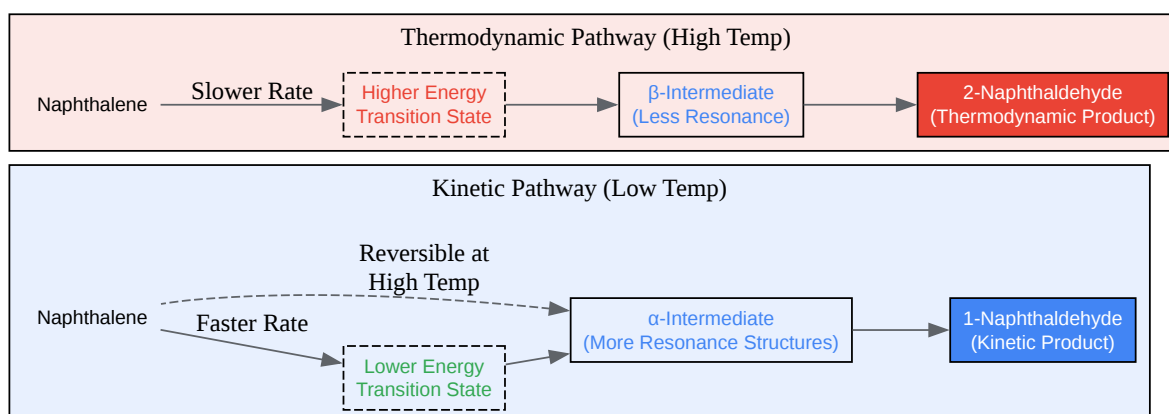 Thermodynamic Pathway (High Temp)
Naphthalene
Slower Rate
Higher Energy
Transition State
β-Intermediate
(Less Resonance)
2-Naphthaldehyde
(Thermodynamic Product)
Kinetic Pathway (Low Temp)
Reversible at
High Temp
Naphthalene
Faster Rate
Lower Energy
Transition State
α-Intermediate
(More Resonance Structures)
1-Naphthaldehyde
(Kinetic Product)